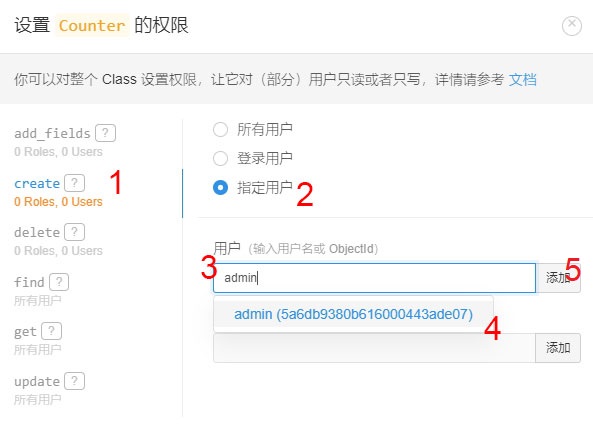 设置 Counter 的权限
你可以对整个 Class 设置权限，让它对（部分）用户只读或者只写，详情请参考 文档
add_fields ?
0 Roles, 0 Users
create ? 1
0 Roles, 0 Users
delete ?
0 Roles, 0 Users
find ?
所有用户
get ?
所有用户
update ?
所有用户
所有用户
登录用户
指定用户 2
用户（输入用户名或 ObjectId）
3 admin 添加 5
admin (5a6db9380b616000443ade07) 4
添加